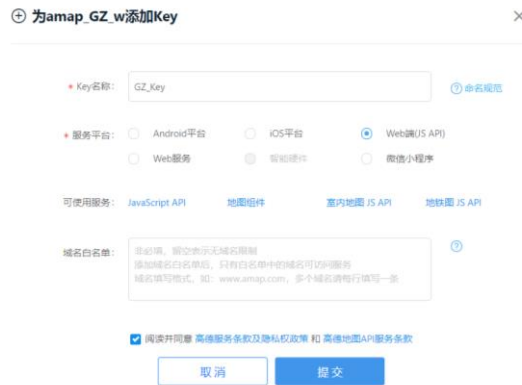 为amap_GZ_w添加Key
* Key名称： GZ_Key 命名规范
* 服务平台： Android平台 iOS平台 Web端(JS API)
Web服务 智能硬件 微信小程序
可使用服务： JavaScript API 地图组件 室内地图 JS API 地铁图 JS API
域名白名单： 非必填，留空表示无域名限制
添加域名白名单后，只有白名单中的域名可访问服务
域名填写格式，如：www.amap.com，多个域名请每行填写一条
阅读并同意 高德服务条款及隐私权政策 和 高德地图API服务条款
取消 提交